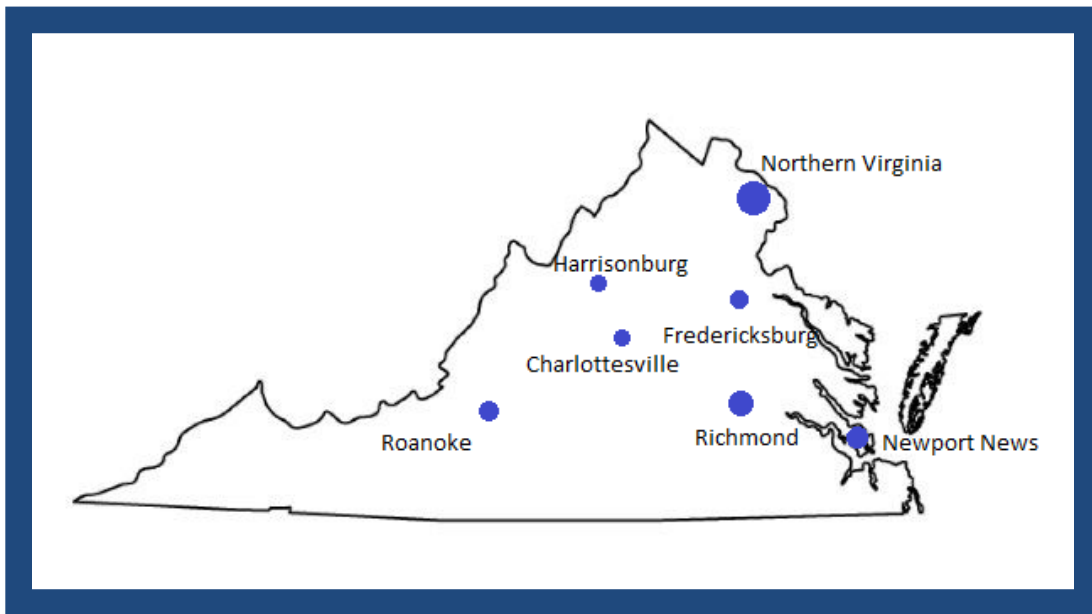 Northern Virginia
Harrisonburg
Fredericksburg
Charlottesville
Roanoke
Richmond
Newport News